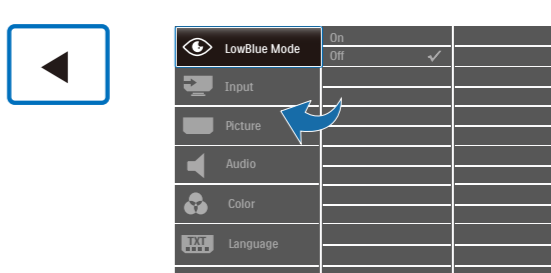 LowBlue Mode
On
Off
Input
Picture
Audio
Color
TXT
Language